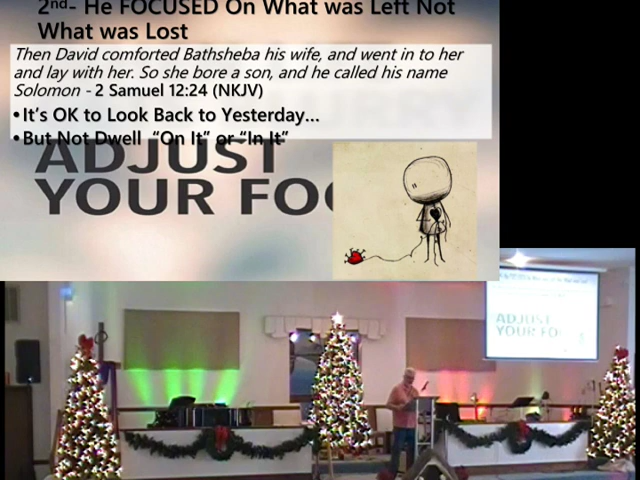 2nd- He FOCUSED On What was Left Not
What was Lost
Then David comforted Bathsheba his wife, and went in to her
and lay with her. So she bore a son, and he called his name
Solomon - 2 Samuel 12:24 (NKJV)
•It's OK to Look Back to Yesterday...
•But Not Dwell "On It" or "In It"
ADJUST
YOUR FO
ADJUST
YOUR FO